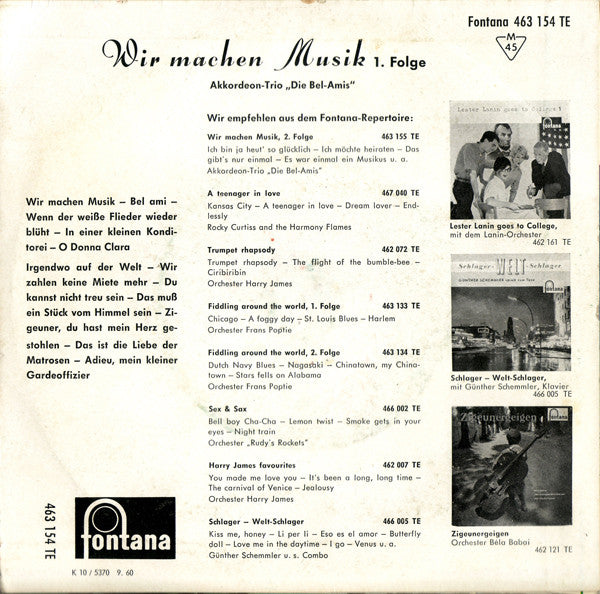 Fontana 463 154 TE
M
45
Wir machen Musik 1. Folge
Akkordeon-Trio „Die Bel-Amis“
Wir machen Musik – Bel ami –
Wenn der weiße Flieder wieder
blüht – In einer kleinen Kondi-
torei – O Donna Clara
Irgendwo auf der Welt – Wir
zahlen keine Miete mehr – Du
kannst nicht treu sein – Das muß
ein Stück vom Himmel sein – Zi-
geuner, du hast mein Herz ge-
stohlen – Das ist die Liebe der
Matrosen – Adieu, mein kleiner
Gardeoffizier
Wir empfehlen aus dem Fontana-Repertoire:
Wir machen Musik, 2. Folge 463 155 TE
Ich bin ja heut' so glücklich – Ich möchte heiraten – Das
gibt's nur einmal – Es war einmal ein Musikus u. a.
Akkordeon-Trio „Die Bel-Amis“
A teenager in love 467 040 TE
Kansas City – A teenager in love – Dream lover – End-
lessly
Rocky Curtiss and the Harmony Flames
Trumpet rhapsody 462 072 TE
Trumpet rhapsody – The flight of the bumble-bee –
Ciribiribin
Orchester Harry James
Fiddling around the world, 1. Folge 463 133 TE
Chicago – A foggy day – St. Louis Blues – Harlem
Orchester Frans Poptie
Fiddling around the world, 2. Folge 463 134 TE
Dutch Navy Blues – Nagasaki – Chinatown, my China-
town – Stars fells on Alabama
Orchester Frans Poptie
Sex & Sax 466 002 TE
Bell boy Cha-Cha – Lemon twist – Smoke gets in your
eyes – Night train
Orchester „Rudy's Rockets“
Harry James favourites 462 007 TE
You made me love you – It's been a long, long time –
The carnival of Venice – Jealousy
Orchester Harry James
Schlager – Welt-Schlager 466 005 TE
Kiss me, honey – Li per li – Eso es el amor – Butterfly
doll – Love me in the daytime – I go – Venus u. a.
Günther Schemmler u. s. Combo
Lester Lanin goes to College
fontana
Lester Lanin goes to College,
mit dem Lanin-Orchester
462 161 TE
Schlager WELT Schlager
GÜNTHER SCHEMMLER spielt zum Tanz
fontana
Schlager – Welt-Schlager,
mit Günther Schemmler, Klavier
466 005 TE
Zigeunergeigen
fontana
Zigeunergeigen
Orchester Béla Babai
462 121 TE
463 154 TE
fontana
K 10 / 5370 9. 60